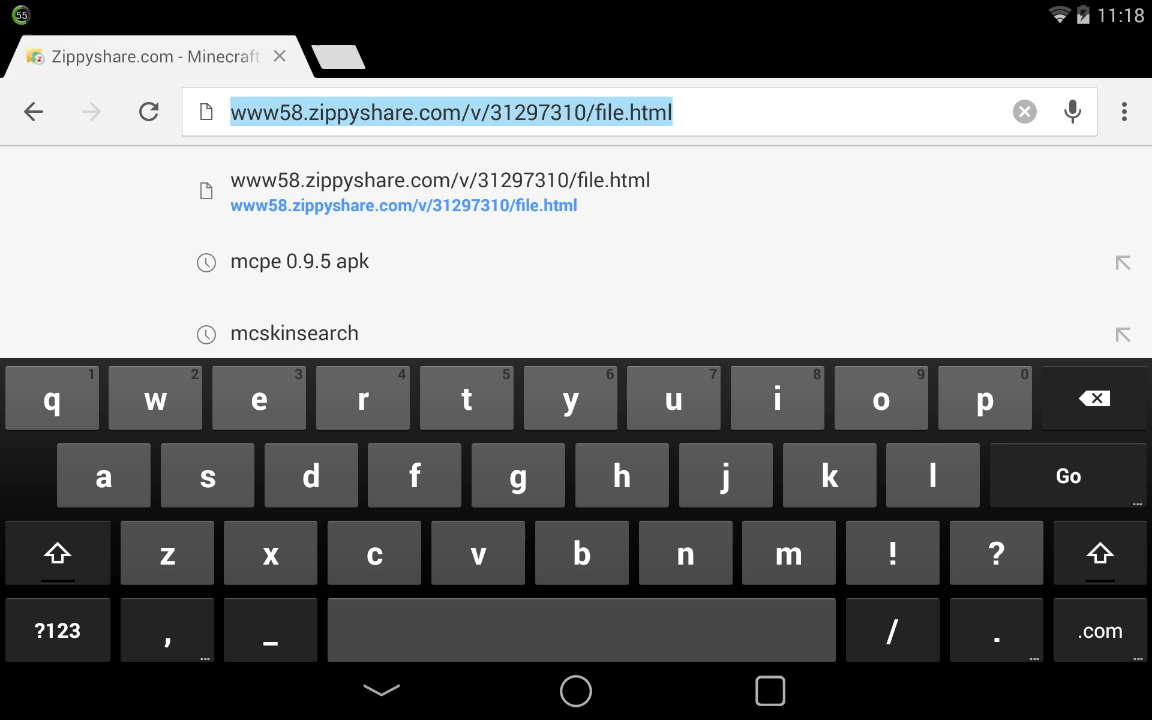 55
11:18
Zippyshare.com - Minecraft
www58.zippyshare.com/v/31297310/file.html
www58.zippyshare.com/v/31297310/file.html
www58.zippyshare.com/v/31297310/file.html
mcpe 0.9.5 apk
mcskinsearch
1 2 3 4 5 6 7 8 9 0
q w e r t y u i o p
a s d f g h j k l Go ...
z x c v b n m ! ?
?123 , ... _ / . ... .com ...